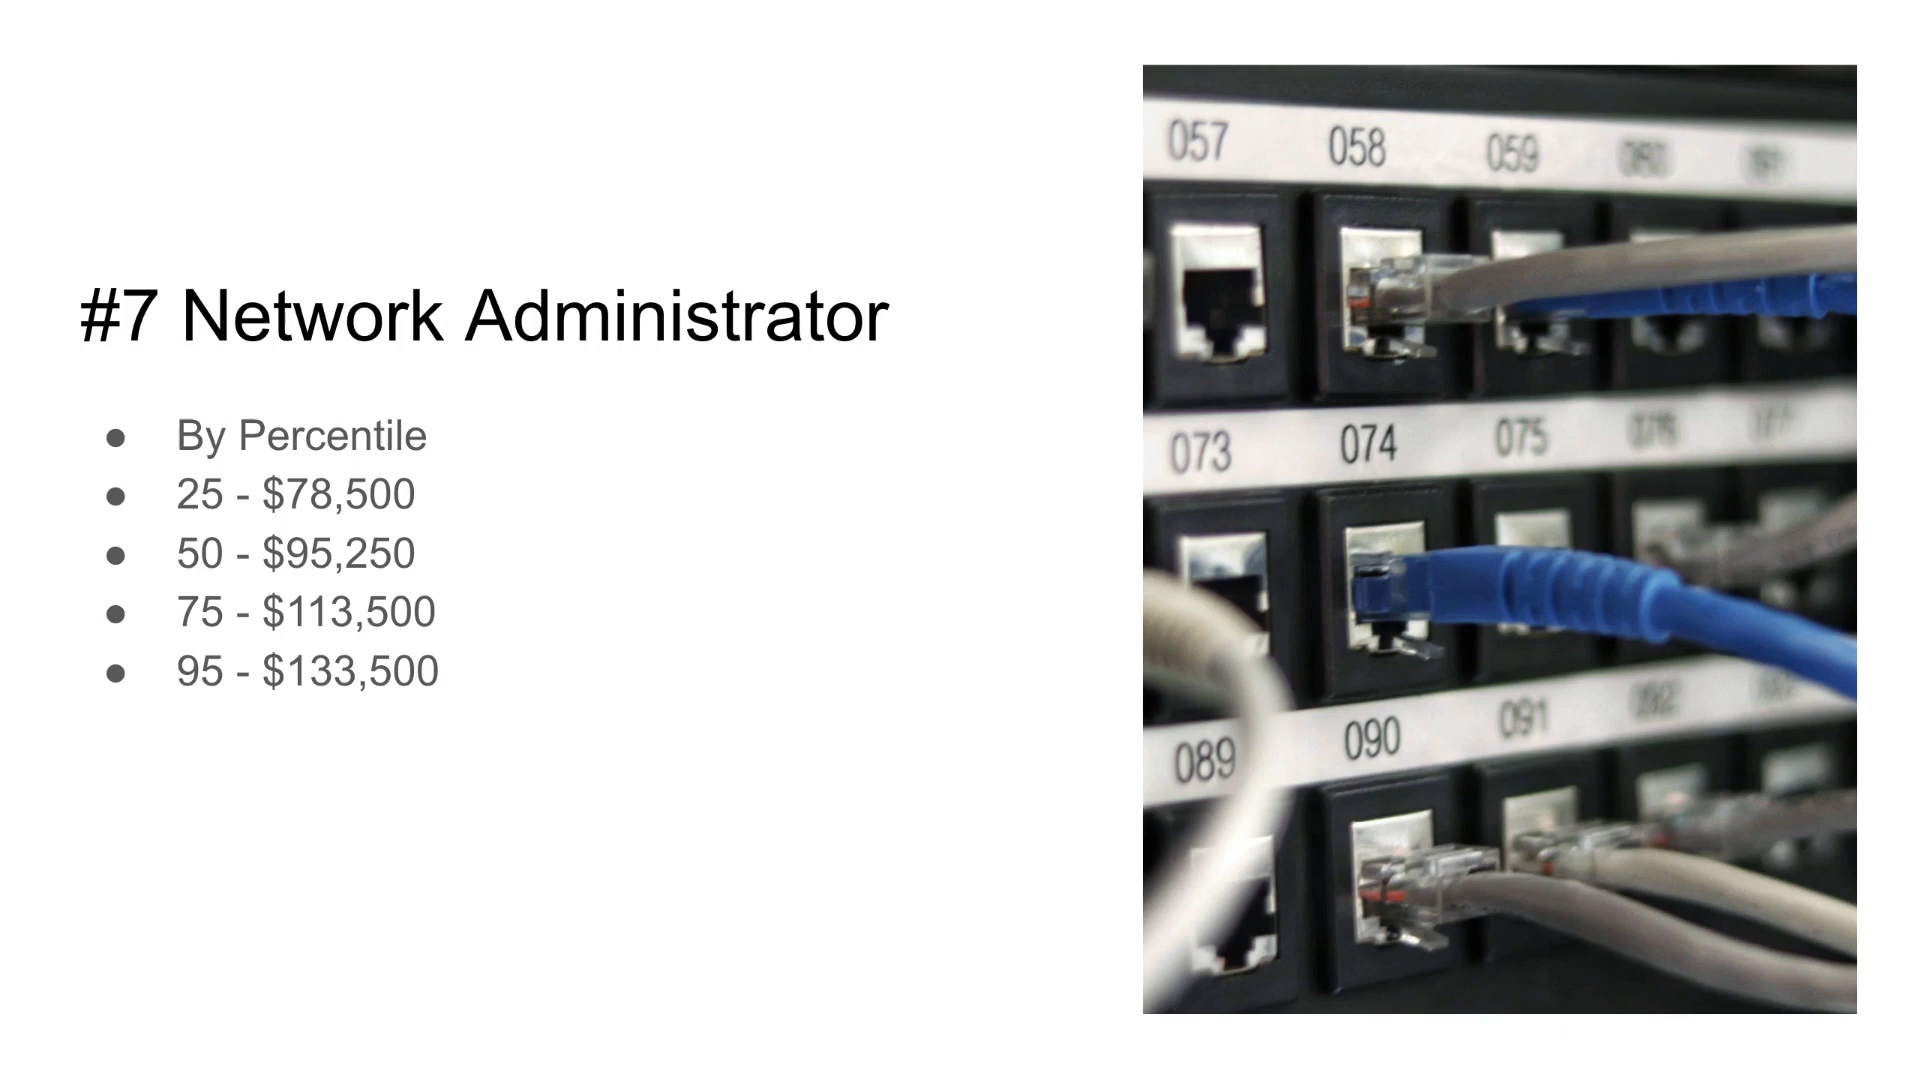 #7 Network Administrator
● By Percentile
● 25 - $78,500
● 50 - $95,250
● 75 - $113,500
● 95 - $133,500
057 058 059
073 074 075
089 090 091